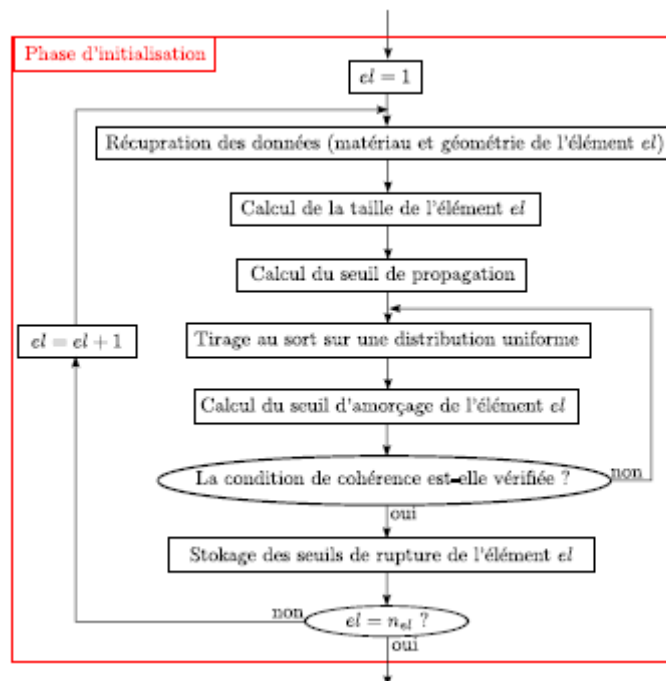 Phase d'initialisation
el = 1
Récupration des données (matériau et géométrie de l'élément el)
Calcul de la taille de l'élément el
Calcul du seuil de propagation
el = el + 1
Tirage au sort sur une distribution uniforme
Calcul du seuil d'amorçage de l'élément el
La condition de cohérence est-elle vérifiée ?
non
oui
Stokage des seuils de rupture de l'élément el
non
el = n_el ?
oui